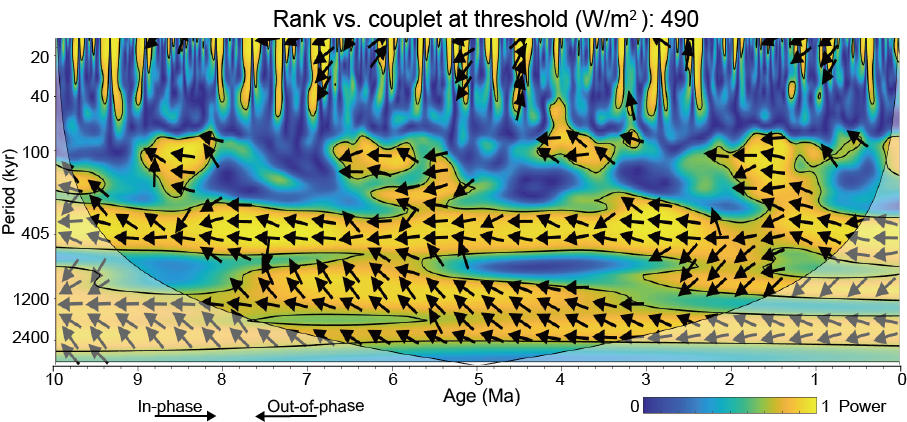 Rank vs. couplet at threshold (W/m²): 490
20
40
100
405
1200
2400
Period (kyr)
10 9 8 7 6 5 4 3 2 1 0
Age (Ma)
In-phase Out-of-phase
0 1 Power